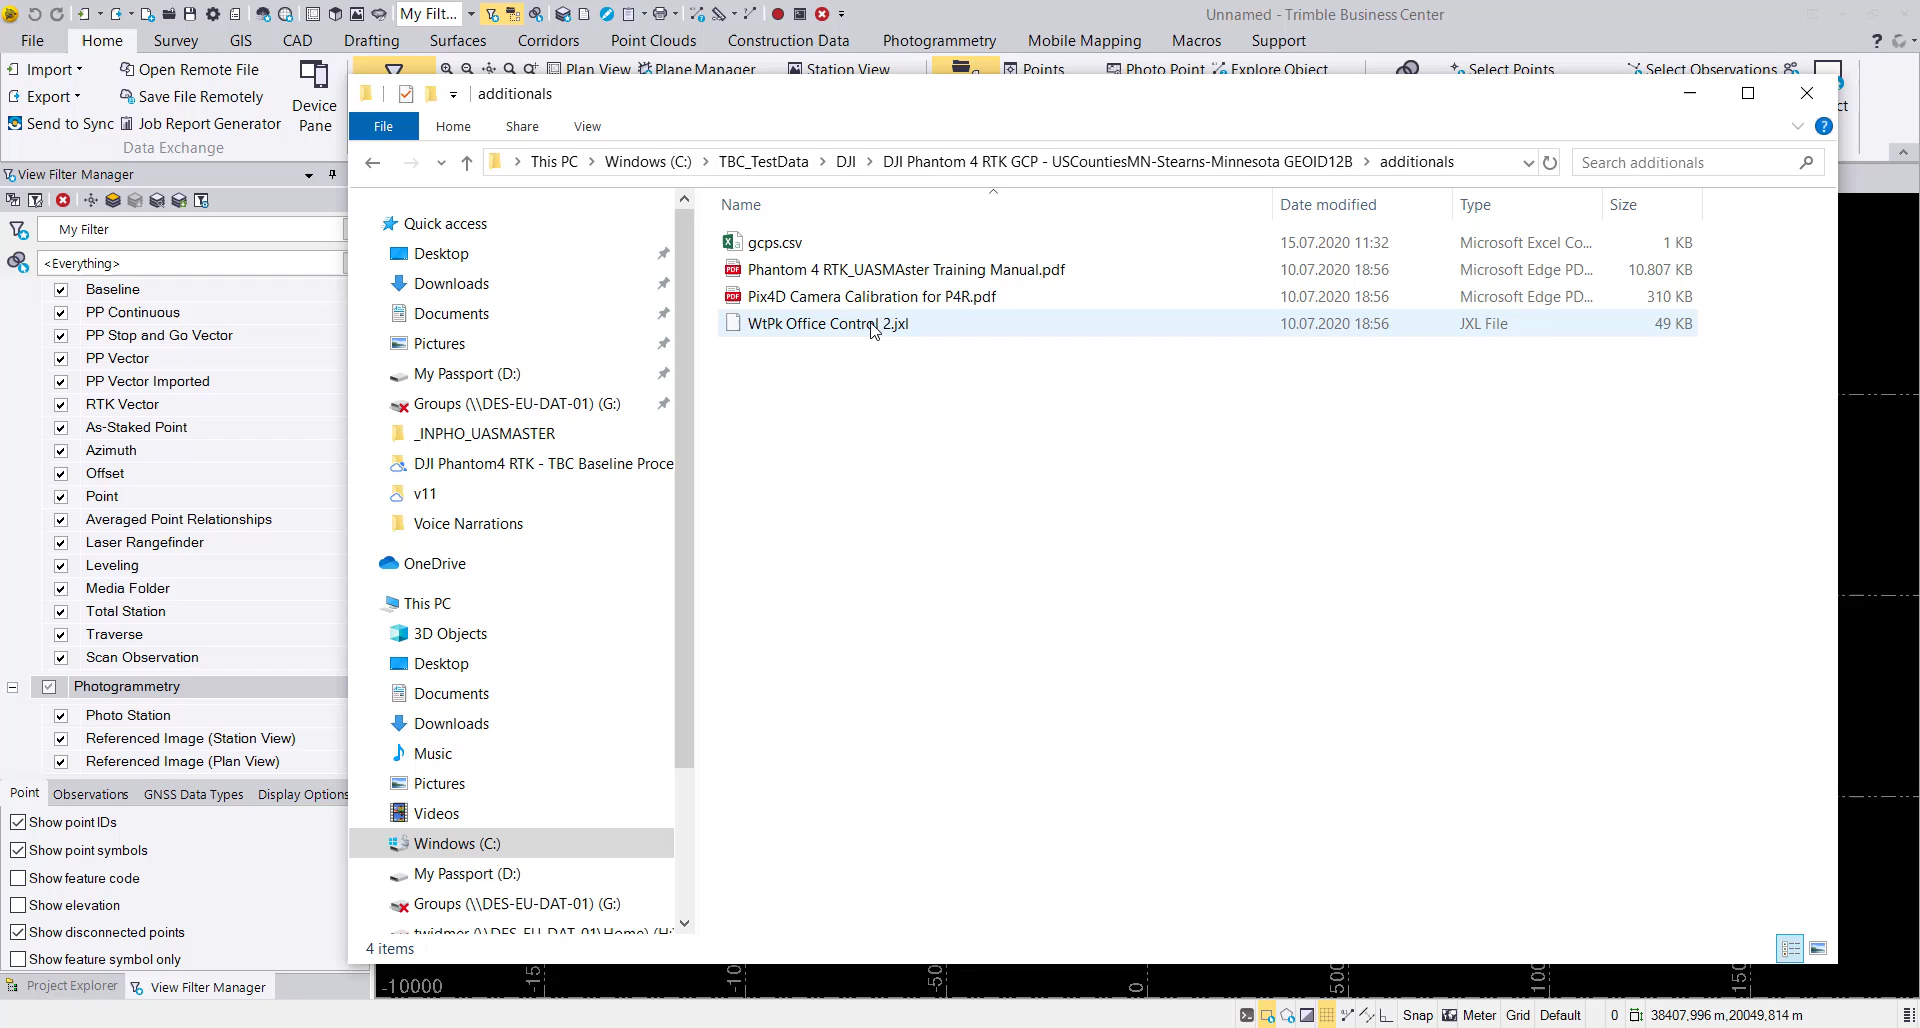 My Filt...
Unnamed - Trimble Business Center
File Home Survey GIS CAD Drafting Surfaces Corridors Point Clouds Construction Data Photogrammetry Mobile Mapping Macros Support
Import Open Remote File
Export Save File Remotely
Send to Sync Job Report Generator
Device
Pane
Data Exchange
Plan View Plane Manager Station View Points Photo Point Explore Object Select Points Select Observations
additionals
File Home Share View
This PC > Windows (C:) > TBC_TestData > DJI > DJI Phantom 4 RTK GCP - USCountiesMN-Stearns-Minnesota GEOID12B > additionals
Search additionals
View Filter Manager
My Filter
<Everything>
Baseline
PP Continuous
PP Stop and Go Vector
PP Vector
PP Vector Imported
RTK Vector
As-Staked Point
Azimuth
Offset
Point
Averaged Point Relationships
Laser Rangefinder
Leveling
Media Folder
Total Station
Traverse
Scan Observation
Photogrammetry
Photo Station
Referenced Image (Station View)
Referenced Image (Plan View)
Point Observations GNSS Data Types Display Options
Show point IDs
Show point symbols
Show feature code
Show elevation
Show disconnected points
Show feature symbol only
Project Explorer View Filter Manager
Quick access
Desktop
Downloads
Documents
Pictures
My Passport (D:)
Groups (\\DES-EU-DAT-01) (G:)
_INPHO_UASMASTER
DJI Phantom4 RTK - TBC Baseline Proce
v11
Voice Narrations
OneDrive
This PC
3D Objects
Desktop
Documents
Downloads
Music
Pictures
Videos
Windows (C:)
My Passport (D:)
Groups (\\DES-EU-DAT-01) (G:)
4 items
Name Date modified Type Size
gcps.csv 15.07.2020 11:32 Microsoft Excel Co... 1 KB
Phantom 4 RTK_UASMAster Training Manual.pdf 10.07.2020 18:56 Microsoft Edge PD... 10.807 KB
Pix4D Camera Calibration for P4R.pdf 10.07.2020 18:56 Microsoft Edge PD... 310 KB
WtPk Office Control 2.jxl 10.07.2020 18:56 JXL File 49 KB
-10000
Snap Meter Grid Default 0 38407,996 m,20049,814 m